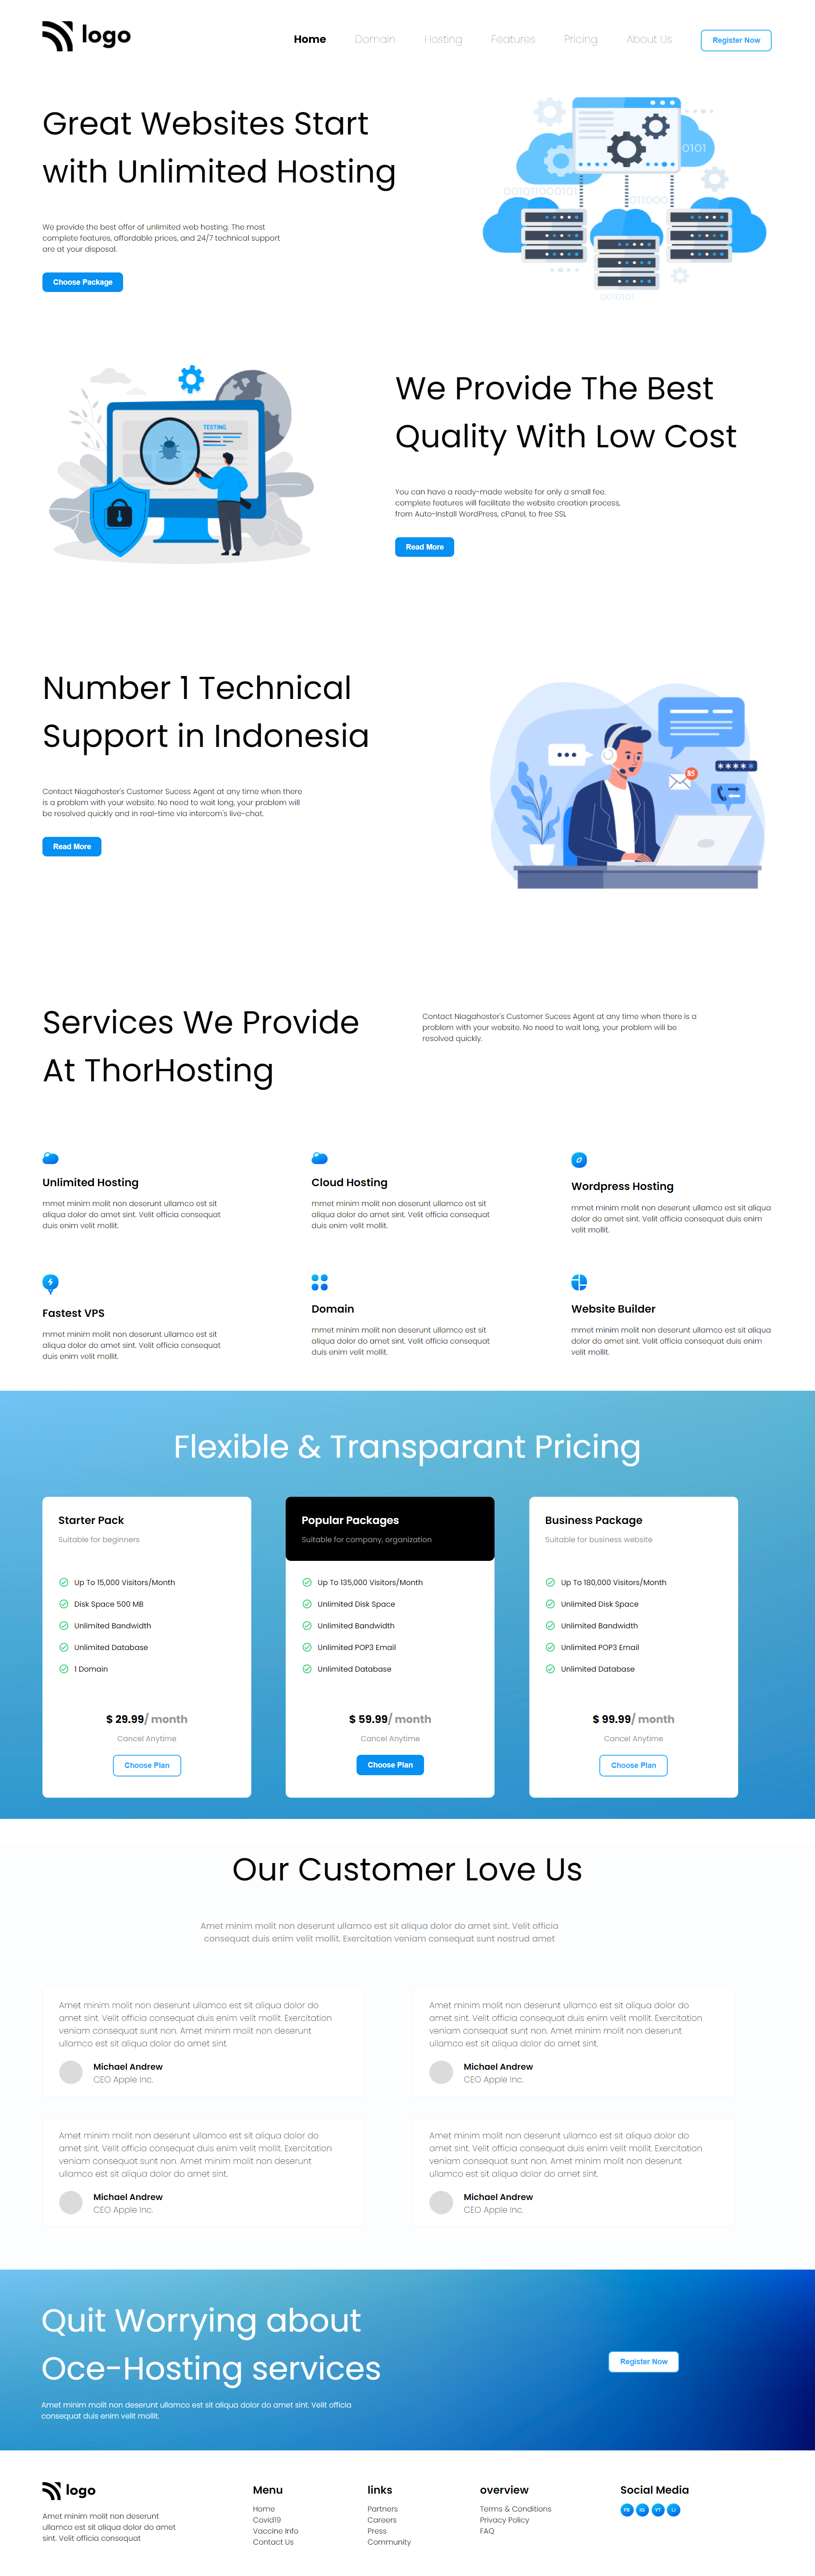 logo
Home Domain Hosting Features Pricing About Us Register Now
Great Websites Start
with Unlimited Hosting
We provide the best offer of unlimited web hosting. The most
complete features, affordable prices, and 24/7 technical support
are at your disposal.
Choose Package
0101
001011000101
011000
0010101
TESTING
We Provide The Best
Quality With Low Cost
You can have a ready-made website for only a small fee.
complete features will facilitate the website creation process,
from Auto-Install WordPress, cPanel, to free SSL
Read More
Number 1 Technical
Support in Indonesia
Contact Niagahoster's Customer Sucess Agent at any time when there
is a problem with your website. No need to wait long, your problem will
be resolved quickly and in real-time via intercom's live-chat.
Read More
Services We Provide
At ThorHosting
Contact Niagahoster's Customer Sucess Agent at any time when there is a
problem with your website. No need to wait long, your problem will be
resolved quickly.
Unlimited Hosting
mmet minim molit non deserunt ullamco est sit
aliqua dolor do amet sint. Velit officia consequat
duis enim velit mollit.
Cloud Hosting
mmet minim molit non deserunt ullamco est sit
aliqua dolor do amet sint. Velit officia consequat
duis enim velit mollit.
Wordpress Hosting
mmet minim molit non deserunt ullamco est sit aliqua
dolor do amet sint. Velit officia consequat duis enim
velit mollit.
Fastest VPS
mmet minim molit non deserunt ullamco est sit
aliqua dolor do amet sint. Velit officia consequat
duis enim velit mollit.
Domain
mmet minim molit non deserunt ullamco est sit
aliqua dolor do amet sint. Velit officia consequat
duis enim velit mollit.
Website Builder
mmet minim molit non deserunt ullamco est sit aliqua
dolor do amet sint. Velit officia consequat duis enim
velit mollit.
Flexible & Transparant Pricing
Starter Pack
Suitable for beginners
Up To 15,000 Visitors/Month
Disk Space 500 MB
Unlimited Bandwidth
Unlimited Database
1 Domain
$ 29.99/ month
Cancel Anytime
Choose Plan
Popular Packages
Suitable for company, organization
Up To 135,000 Visitors/Month
Unlimited Disk Space
Unlimited Bandwidth
Unlimited POP3 Email
Unlimited Database
$ 59.99/ month
Cancel Anytime
Choose Plan
Business Package
Suitable for business website
Up To 180,000 Visitors/Month
Unlimited Disk Space
Unlimited Bandwidth
Unlimited POP3 Email
Unlimited Database
$ 99.99/ month
Cancel Anytime
Choose Plan
Our Customer Love Us
Amet minim molit non deserunt ullamco est sit aliqua dolor do amet sint. Velit officia
consequat duis enim velit mollit. Exercitation veniam consequat sunt nostrud amet
Amet minim molit non deserunt ullamco est sit aliqua dolor do
amet sint. Velit officia consequat duis enim velit mollit. Exercitation
veniam consequat sunt non. Amet minim molit non deserunt
ullamco est sit aliqua dolor do amet sint.
Michael Andrew
CEO Apple Inc.
Amet minim molit non deserunt ullamco est sit aliqua dolor do
amet sint. Velit officia consequat duis enim velit mollit. Exercitation
veniam consequat sunt non. Amet minim molit non deserunt
ullamco est sit aliqua dolor do amet sint.
Michael Andrew
CEO Apple Inc.
Amet minim molit non deserunt ullamco est sit aliqua dolor do
amet sint. Velit officia consequat duis enim velit mollit. Exercitation
veniam consequat sunt non. Amet minim molit non deserunt
ullamco est sit aliqua dolor do amet sint.
Michael Andrew
CEO Apple Inc.
Amet minim molit non deserunt ullamco est sit aliqua dolor do
amet sint. Velit officia consequat duis enim velit mollit. Exercitation
veniam consequat sunt non. Amet minim molit non deserunt
ullamco est sit aliqua dolor do amet sint.
Michael Andrew
CEO Apple Inc.
Quit Worrying about
Oce-Hosting services
Amet minim molit non deserunt ullamco est sit aliqua dolor do amet sint. Velit officia
consequat duis enim velit mollit.
Register Now
logo
Amet minim molit non deserunt
ullamco est sit aliqua dolor do amet
sint. Velit officia consequat
Menu
Home
Covid19
Vaccine Info
Contact Us
links
Partners
Careers
Press
Community
overview
Terms & Conditions
Privacy Policy
FAQ
Social Media
FB IG YT LI